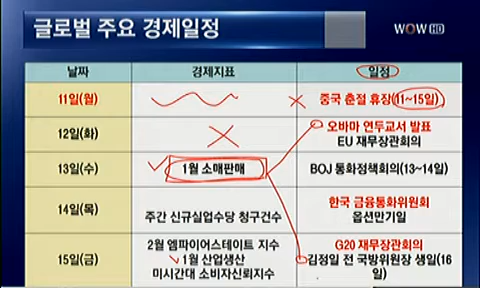 글로벌 주요 경제일정
WOW HD
날짜 경제지표 일정
11일(월) 중국 춘절 휴장(11~15일)
12일(화) 오바마 연두교서 발표
EU 재무장관회의
13일(수) 1월 소매판매 BOJ 통화정책회의(13~14일)
14일(목) 주간 신규실업수당 청구건수 한국 금융통화위원회
옵션만기일
15일(금) 2월 엠파이어스테이트 지수
1월 산업생산
미시간대 소비자신뢰지수
G20 재무장관회의
김정일 전 국방위원장 생일(16
일)